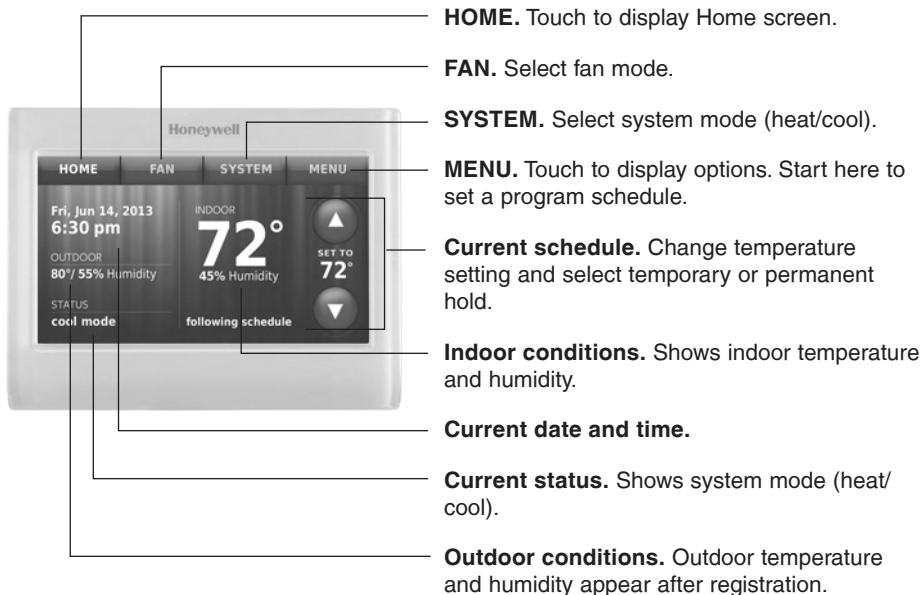 HOME. Touch to display Home screen.
FAN. Select fan mode.
SYSTEM. Select system mode (heat/cool).
MENU. Touch to display options. Start here to
set a program schedule.
Current schedule. Change temperature
setting and select temporary or permanent
hold.
Indoor conditions. Shows indoor temperature
and humidity.
Current date and time.
Current status. Shows system mode (heat/
cool).
Outdoor conditions. Outdoor temperature
and humidity appear after registration.
Honeywell
HOME FAN SYSTEM MENU
Fri, Jun 14, 2013
6:30 pm
OUTDOOR
80°/ 55% Humidity
STATUS
cool mode
INDOOR
72°
45% Humidity
following schedule
SET TO
72°